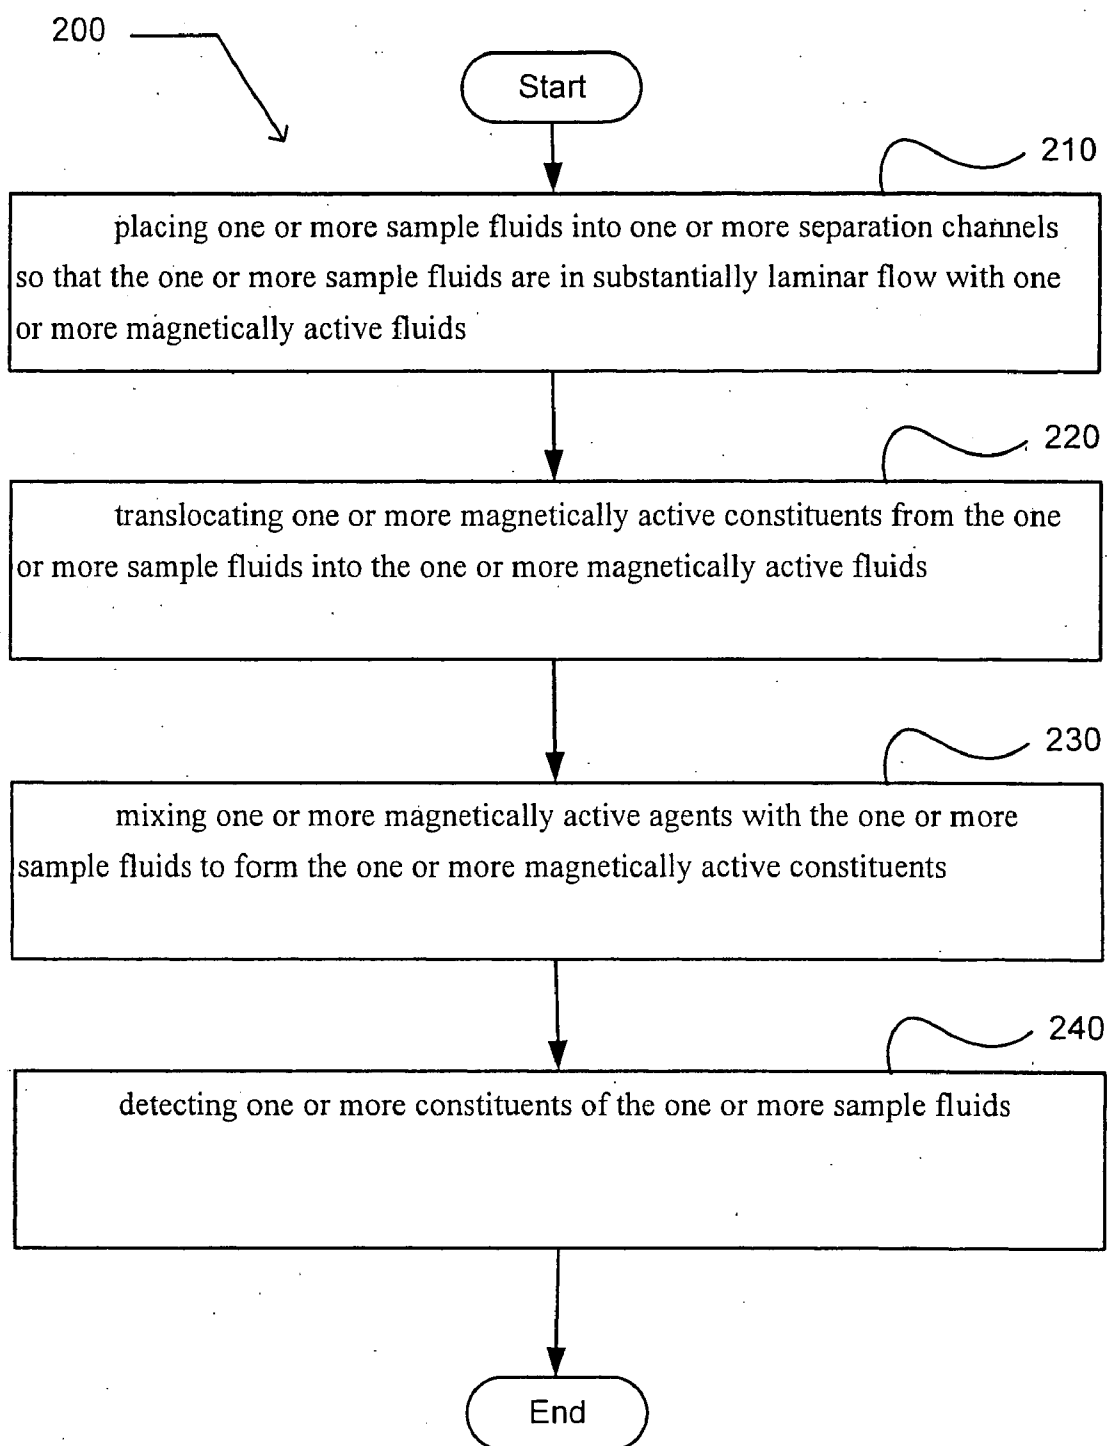 200
Start
210
placing one or more sample fluids into one or more separation channels
so that the one or more sample fluids are in substantially laminar flow with one
or more magnetically active fluids
220
translocating one or more magnetically active constituents from the one
or more sample fluids into the one or more magnetically active fluids
230
mixing one or more magnetically active agents with the one or more
sample fluids to form the one or more magnetically active constituents
240
detecting one or more constituents of the one or more sample fluids
End